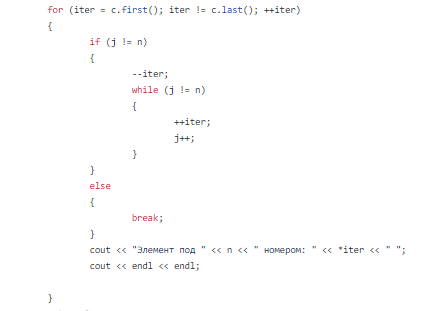 for (iter = c.first(); iter != c.last(); ++iter)
{
if (j != n)
{
--iter;
while (j != n)
{
++iter;
j++;
}
}
else
{
break;
}
cout << "Элемент под " << n << " номером: " << *iter << " ";
cout << endl << endl;
}